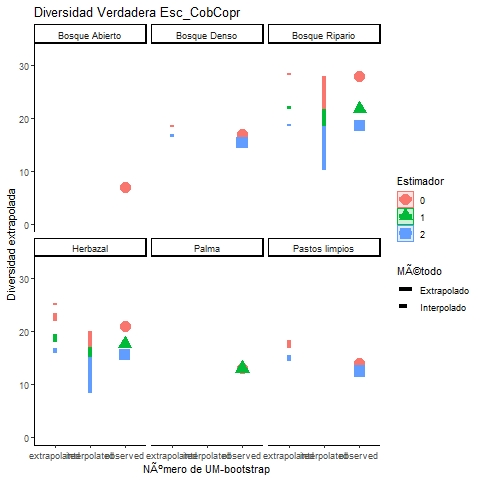 Diversidad Verdadera Esc_CobCopr
Bosque Abierto
Bosque Denso
Bosque Ripario
30
20
10
0
Herbazal
Palma
Pastos limpios
30
20
10
0
Diversidad extrapolada
extrapolated
interpolated
observed
extrapolated
interpolated
observed
extrapolated
interpolated
observed
NÃºmero de UM-bootstrap
Estimador
0
1
2
MÃ©todo
Extrapolado
Interpolado